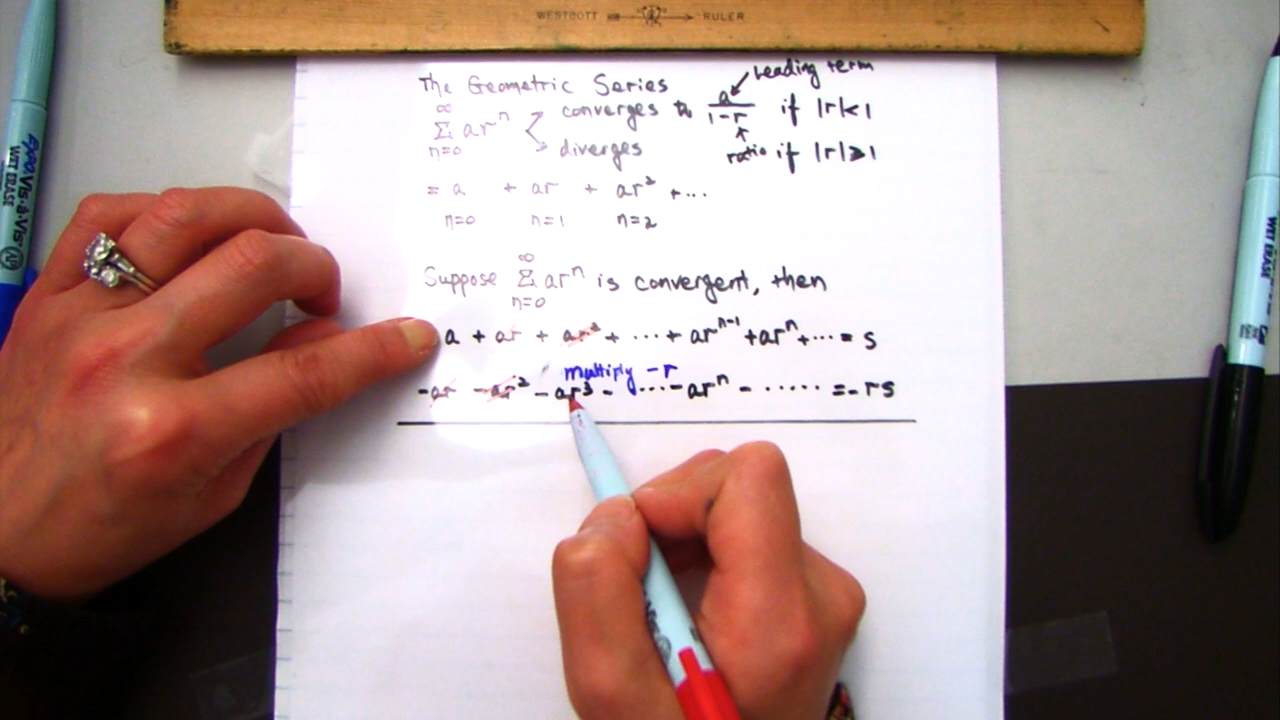 WESTCOTT RULER
The Geometric Series
leading term
∞
Σ arⁿ converges to a/(1-r) if |r|<1
n=0
diverges if |r|≥1
ratio
= a + ar + ar² + ...
n=0 n=1 n=2
Suppose ∞ Σ n=0 arⁿ is convergent, then
a + ar + ar² + ... + arⁿ⁻¹ + arⁿ + ... = s
multiply -r
-ar - ar² - ar³ - ... - arⁿ - ...... = -rs
EXPO Vis-à-Vis
WET ERASE
WET ERASE